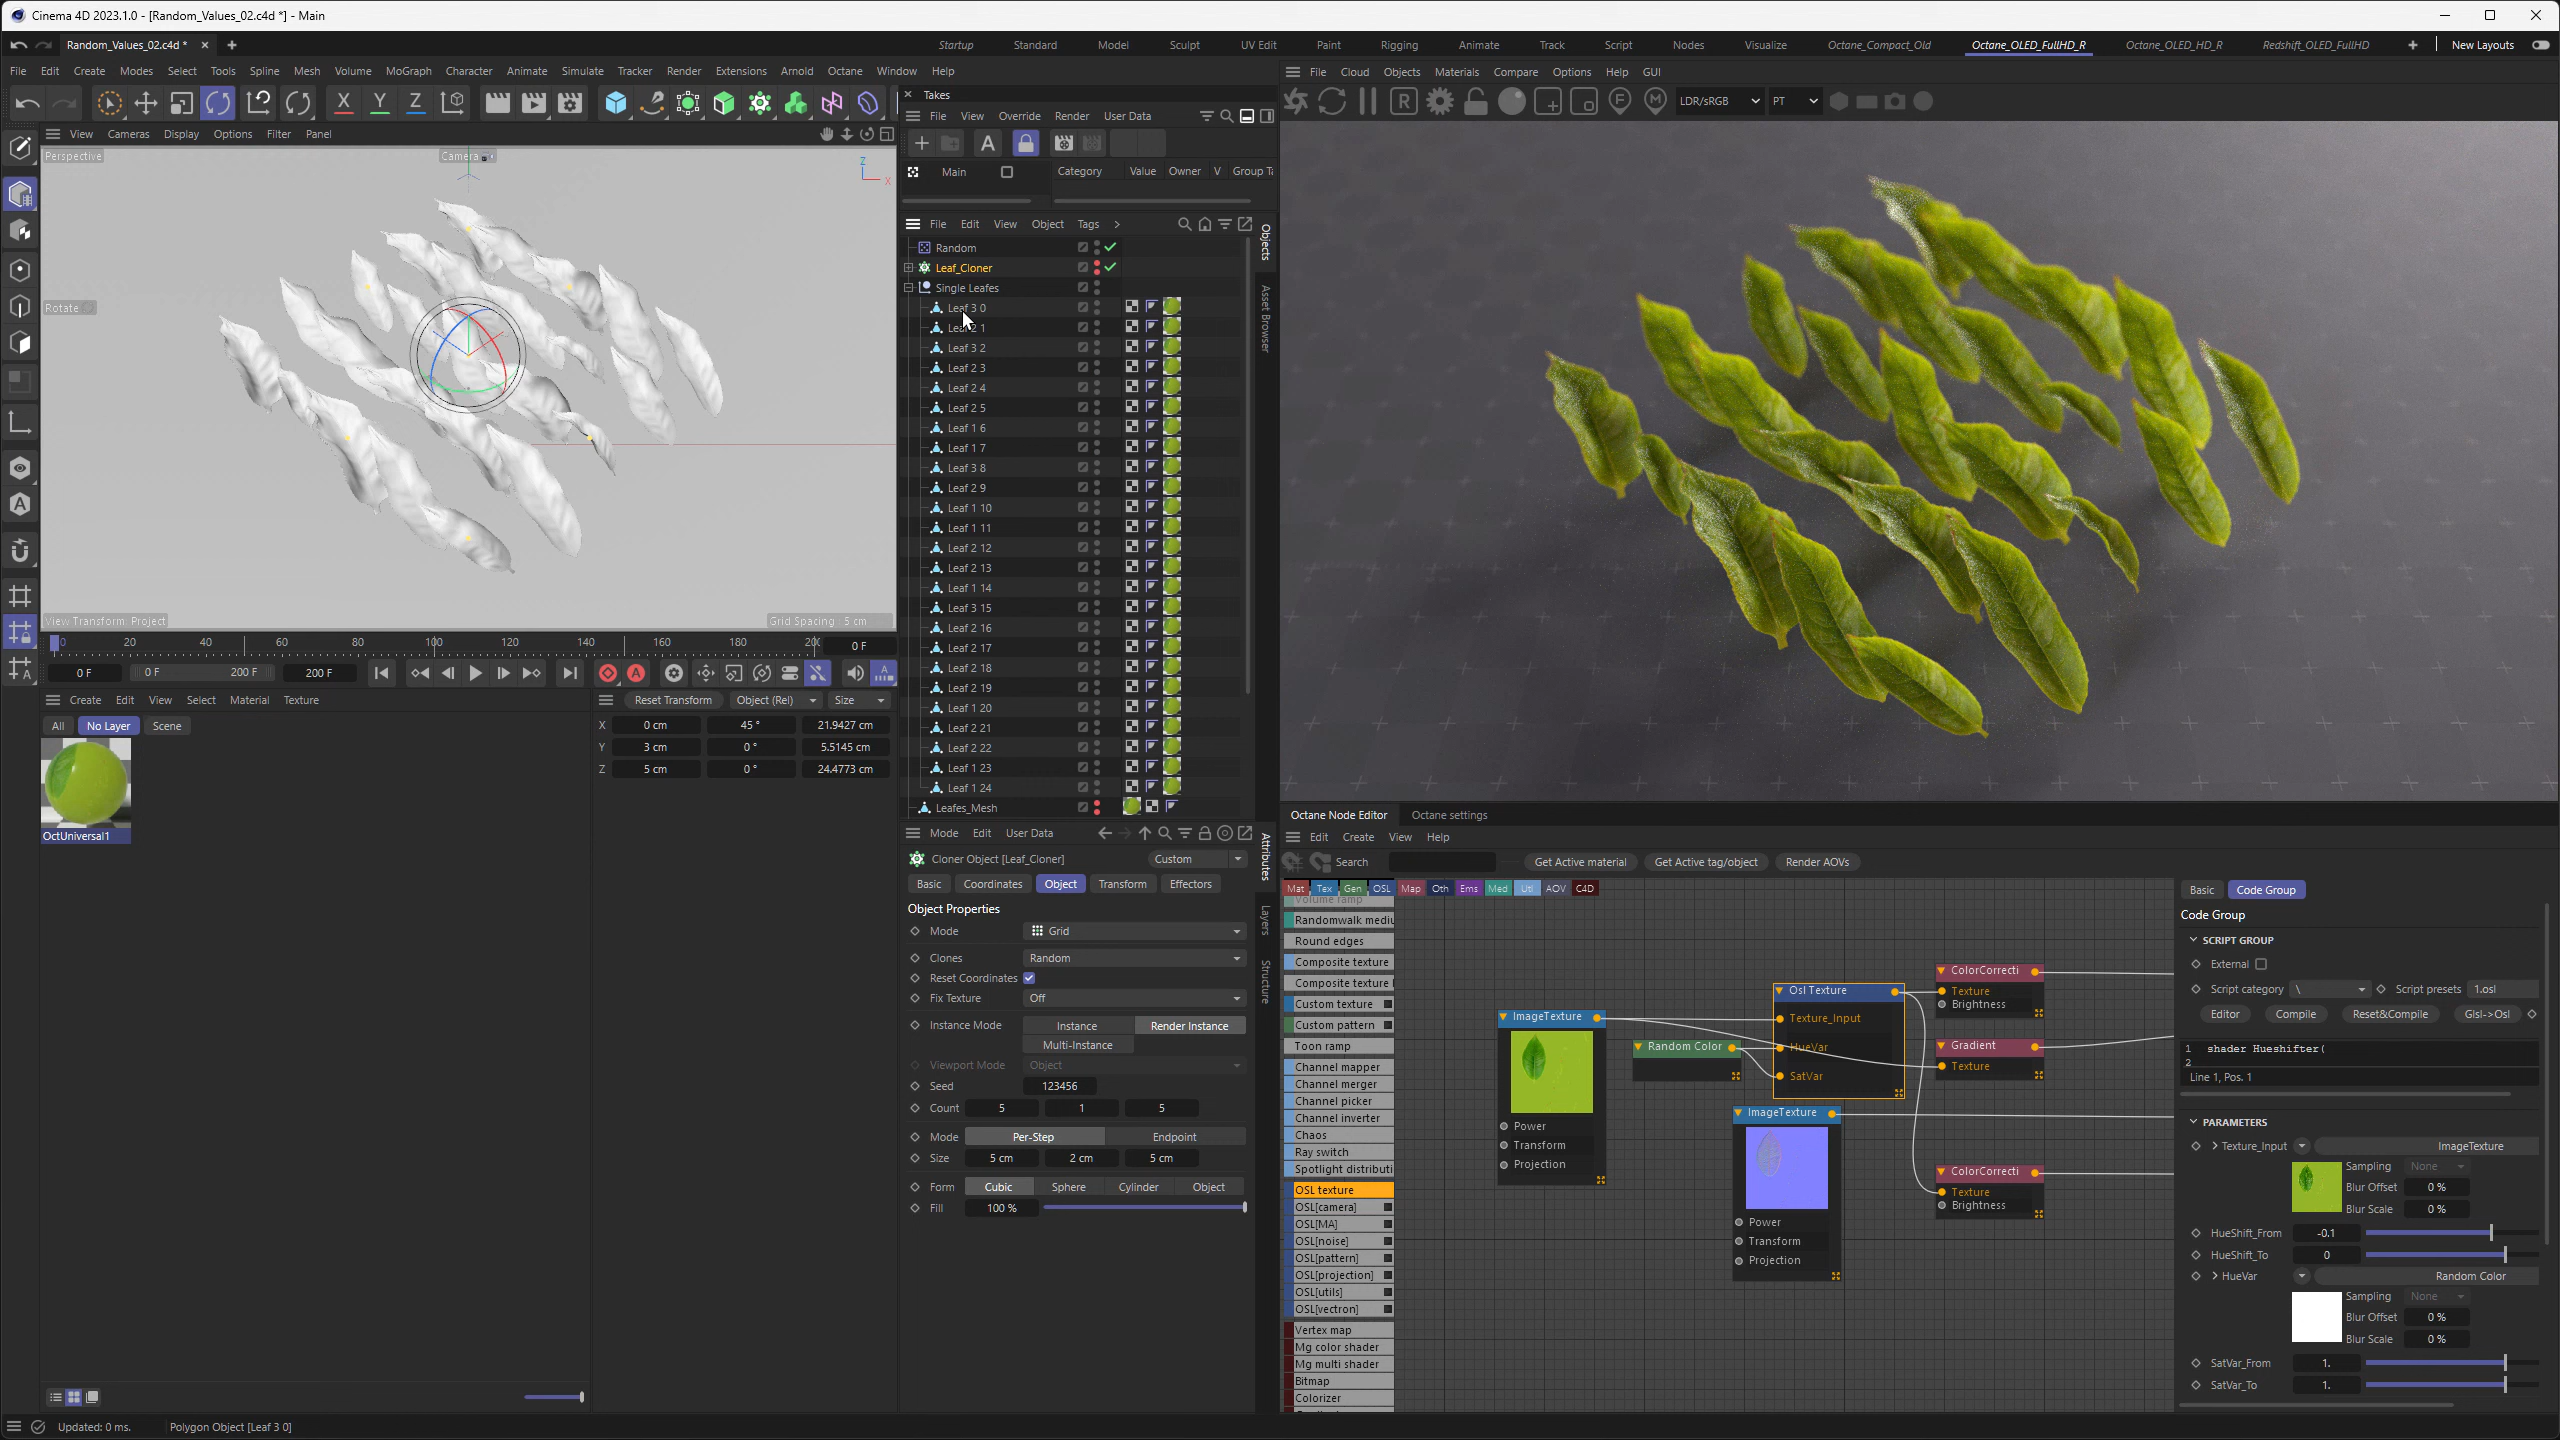 Cinema 4D 2023.1.0 - [Random_Values_02.c4d *] - Main
Random_Values_02.c4d *
Startup Standard Model Sculpt UV Edit Paint Rigging Animate Track Script Nodes Visualize Octane_Compact_Old Octane_OLED_FullHD_R Octane_OLED_HD_R Redshift_OLED_FullHD New Layouts
File Edit Create Modes Select Tools Spline Mesh Volume MoGraph Character Animate Simulate Tracker Render Extensions Arnold Octane Window Help
File Cloud Objects Materials Compare Options Help GUI
R LDR/sRGB PT
X Y Z
Takes
File View Override Render User Data
A
Main Category Value Owner V Group
View Cameras Display Options Filter Panel
Perspective
Camera
Z
X
Rotate
View Transform: Project
Grid Spacing : 5 cm
File Edit View Object Tags
Random
Leaf_Cloner
Single Leafes
Leaf 3 0
Leaf 2 1
Leaf 3 2
Leaf 2 3
Leaf 2 4
Leaf 2 5
Leaf 1 6
Leaf 1 7
Leaf 3 8
Leaf 2 9
Leaf 1 10
Leaf 1 11
Leaf 2 12
Leaf 2 13
Leaf 1 14
Leaf 3 15
Leaf 2 16
Leaf 2 17
Leaf 2 18
Leaf 2 19
Leaf 1 20
Leaf 2 21
Leaf 2 22
Leaf 1 23
Leaf 1 24
Leafes_Mesh
Objects
Asset Browser
0 20 40 60 80 100 120 140 160 180 0 F
0 F 0 F 200 F 200 F
Create Edit View Select Material Texture
All No Layer Scene
OctUniversal1
Reset Transform Object (Rel) Size
X 0 cm 45 ° 21.9427 cm
Y 3 cm 0 ° 5.5145 cm
Z 5 cm 0 ° 24.4773 cm
Mode Edit User Data
Cloner Object [Leaf_Cloner] Custom
Basic Coordinates Object Transform Effectors
Object Properties
Mode Grid
Clones Random
Reset Coordinates
Fix Texture Off
Instance Mode Instance Render Instance
Multi-Instance
Viewport Mode Object
Seed 123456
Count 5 1 5
Mode Per-Step Endpoint
Size 5 cm 2 cm 5 cm
Form Cubic Sphere Cylinder Object
Fill 100 %
Attributes
Layers
Structure
Octane Node Editor Octane settings
Edit Create View Help
Search Get Active material Get Active tag/object Render AOVs
Mat Tex Gen OSL Map Oth Ems Med Utl AOV C4D
Volume ramp
Randomwalk mediu
Round edges
Composite texture
Composite texture
Custom texture
Custom pattern
Toon ramp
Channel mapper
Channel merger
Channel picker
Channel inverter
Chaos
Ray switch
Spotlight distributi
OSL texture
OSL[camera]
OSL[MA]
OSL[noise]
OSL[pattern]
OSL[projection]
OSL[utils]
OSL[vectron]
Vertex map
Mg color shader
Mg multi shader
Bitmap
Colorizer
ImageTexture
Power
Transform
Projection
Random Color
Osl Texture
Texture_Input
HueVar
SatVar
ImageTexture
Power
Transform
Projection
ColorCorrecti
Texture
Brightness
Gradient
Texture
ColorCorrecti
Texture
Brightness
Basic Code Group
Code Group
SCRIPT GROUP
External
Script category \ Script presets 1.osl
Editor Compile Reset&Compile Glsl->Osl
1 shader Hueshifter(
2
Line 1, Pos. 1
PARAMETERS
Texture_Input ImageTexture
Sampling None
Blur Offset 0 %
Blur Scale 0 %
HueShift_From -0.1
HueShift_To 0
HueVar Random Color
Sampling None
Blur Offset 0 %
Blur Scale 0 %
SatVar_From 1.
SatVar_To 1.
Updated: 0 ms. Polygon Object [Leaf 3 0]